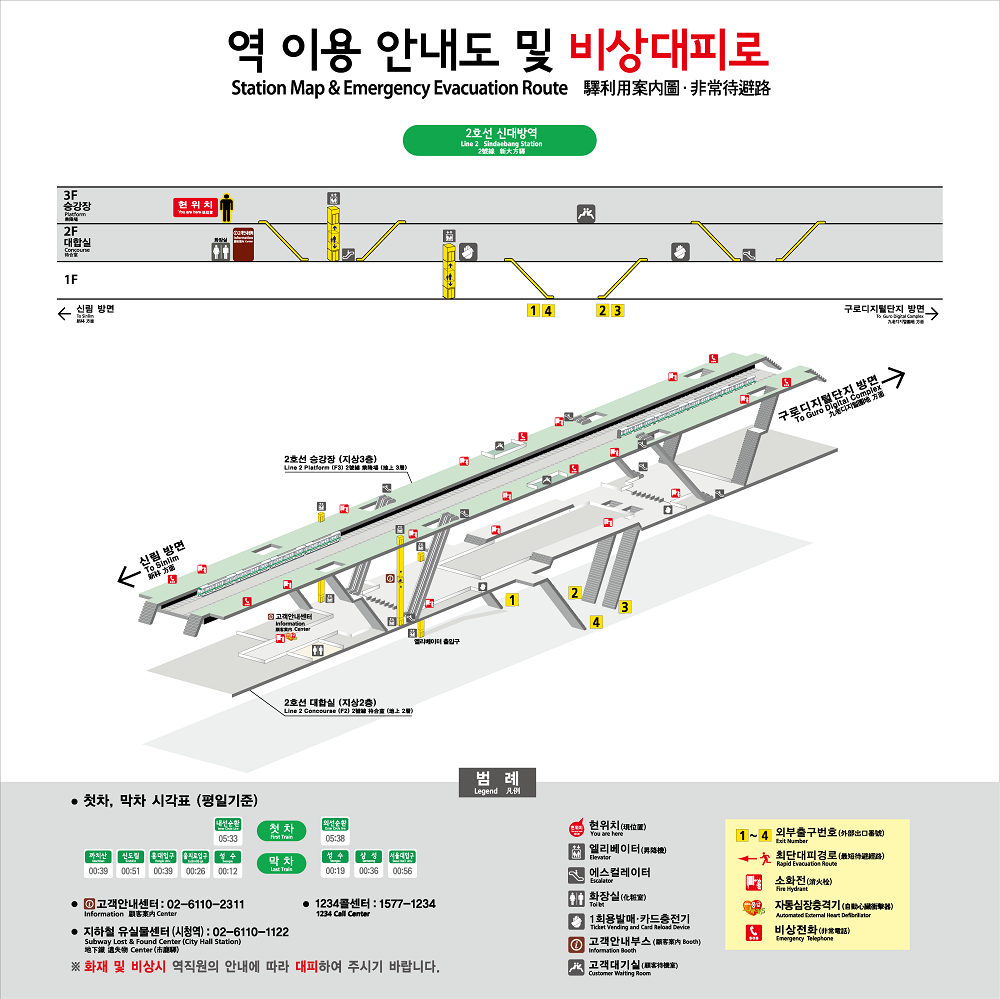 역 이용 안내도 및 비상대피로
Station Map & Emergency Evacuation Route 驛利用案內圖·非常待避路
2호선 신대방역
Line 2 Sindaebang Station
2號線 新大方驛
3F
승강장
Platform
乘降場
현 위 치
You are here 現位置
2F
대합실
Concourse
待合室
화장실
1F
신림 방면
To Sinlim
新林 方面
1 4
2 3
구로디지털단지 방면
To Guro Digital Complex
九老디지털團地 方面
구로디지털단지 방면
To Guro Digital Complex
九老디지털團地 方面
2호선 승강장 (지상3층)
Line 2 Platform (F3) 2號線 乘降場 (地上 3層)
신림 방면
To Sinlim
新林 方面
고객안내센터
Information
顧客案內 Center
엘리베이터 출입구
1
2
3
4
2호선 대합실 (지상2층)
Line 2 Concourse (F2) 2號線 待合室 (地上 2層)
범 례
Legend 凡例
• 첫차, 막차 시각표 (평일기준)
내선순환 05:33
첫 차
First Train
외선순환 05:38
까치산 00:39
신도림 00:51
홍대입구 00:39
을지로입구 00:26
성 수 00:12
막 차
Last Train
성 수 00:19
삼 성 00:36
서울대입구 00:56
• 고객안내센터 : 02-6110-2311
Information 顧客案內 Center
• 1234콜센터 : 1577-1234
1234 Call Center
• 지하철 유실물센터 (시청역) : 02-6110-1122
Subway Lost & Found Center (City Hall Station)
地下鐵 遺失物 Center (市廳驛)
※ 화재 및 비상시 역직원의 안내에 따라 대피하여 주시기 바랍니다.
현위치(現位置)
You are here
엘리베이터(昇降機)
Elevator
에스컬레이터
Escalator
화장실(化粧室)
Toilet
1회용발매·카드충전기
Ticket Vending and Card Reload Device
고객안내부스 (顧客案內 Booth)
Information Booth
고객대기실 (顧客待機室)
Customer Waiting Room
1 ~ 4 외부출구번호(外部出口番號)
Exit Number
최단대피경로(最短待避經路)
Rapid Evacuation Route
소화전(消火栓)
Fire Hydrant
자동심장충격기(自動心臟衝擊器)
Automated External Heart Defibrillator
비상전화(非常電話)
Emergency Telephone